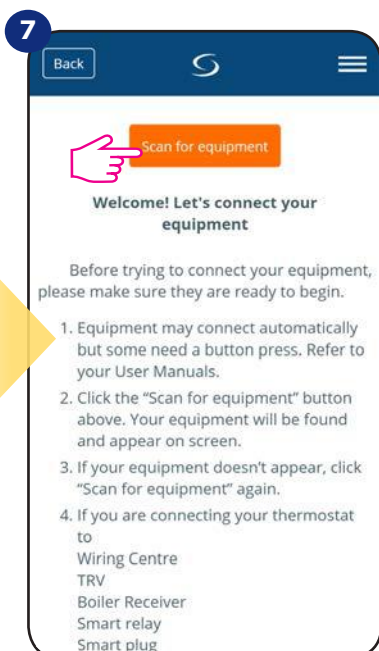 7
Back
Scan for equipment
Welcome! Let's connect your
equipment
Before trying to connect your equipment,
please make sure they are ready to begin.
1. Equipment may connect automatically
but some need a button press. Refer to
your User Manuals.
2. Click the “Scan for equipment” button
above. Your equipment will be found
and appear on screen.
3. If your equipment doesn't appear, click
“Scan for equipment” again.
4. If you are connecting your thermostat
to
Wiring Centre
TRV
Boiler Receiver
Smart relay
Smart plug